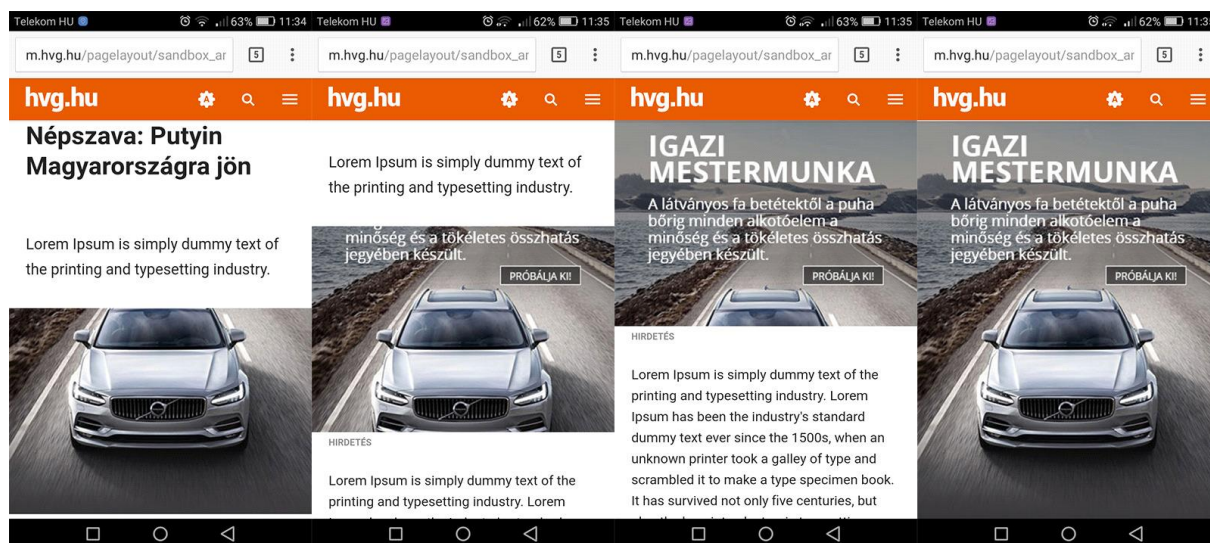 Telekom HU
63% 11:34
m.hvg.hu/pagelayout/sandbox_ar
5
hvg.hu
A
Népszava: Putyin
Magyarországra jön
Lorem Ipsum is simply dummy text of
the printing and typesetting industry.
Telekom HU
62% 11:35
m.hvg.hu/pagelayout/sandbox_ar
5
hvg.hu
A
Lorem Ipsum is simply dummy text of
the printing and typesetting industry.
minőség és a tökéletes összhatás
jegyében készült.
PRÓBÁLJA KI!
HIRDETÉS
Lorem Ipsum is simply dummy text of the
printing and typesetting industry. Lorem
Telekom HU
63% 11:35
m.hvg.hu/pagelayout/sandbox_ar
5
hvg.hu
A
IGAZI
MESTERMUNKA
A látványos fa betétektől a puha
bőrig minden alkotóelem a
minőség és a tökéletes összhatás
jegyében készült.
PRÓBÁLJA KI!
HIRDETÉS
Lorem Ipsum is simply dummy text of the
printing and typesetting industry. Lorem
Ipsum has been the industry's standard
dummy text ever since the 1500s, when an
unknown printer took a galley of type and
scrambled it to make a type specimen book.
It has survived not only five centuries, but
Telekom HU
62% 11:3
m.hvg.hu/pagelayout/sandbox_ar
5
hvg.hu
A
IGAZI
MESTERMUNKA
A látványos fa betétektől a puha
bőrig minden alkotóelem a
minőség és a tökéletes összhatás
jegyében készült.
PRÓBÁLJA KI!